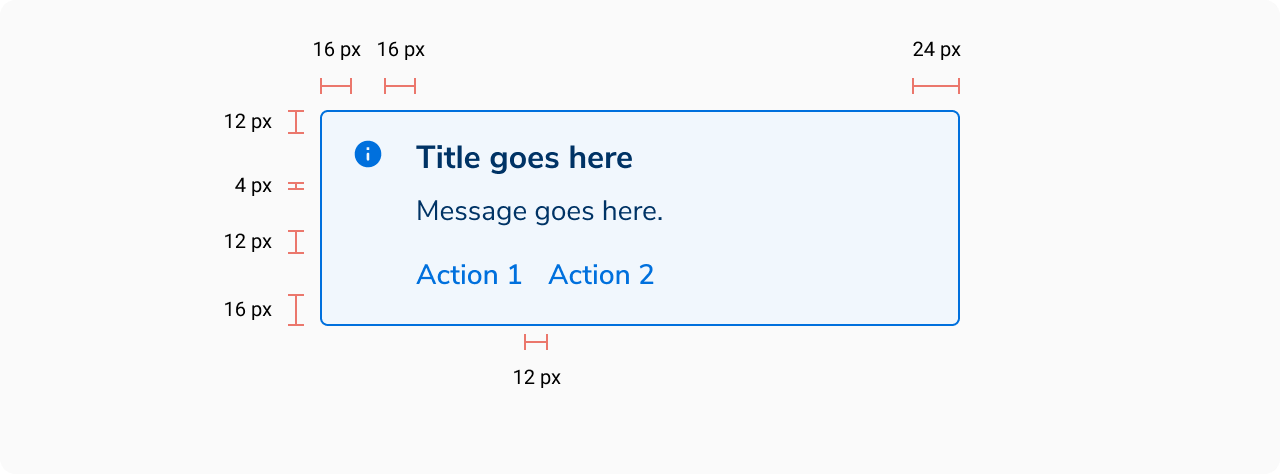 16 px 16 px 24 px
12 px
Title goes here
4 px
Message goes here.
12 px
Action 1 Action 2
16 px
12 px